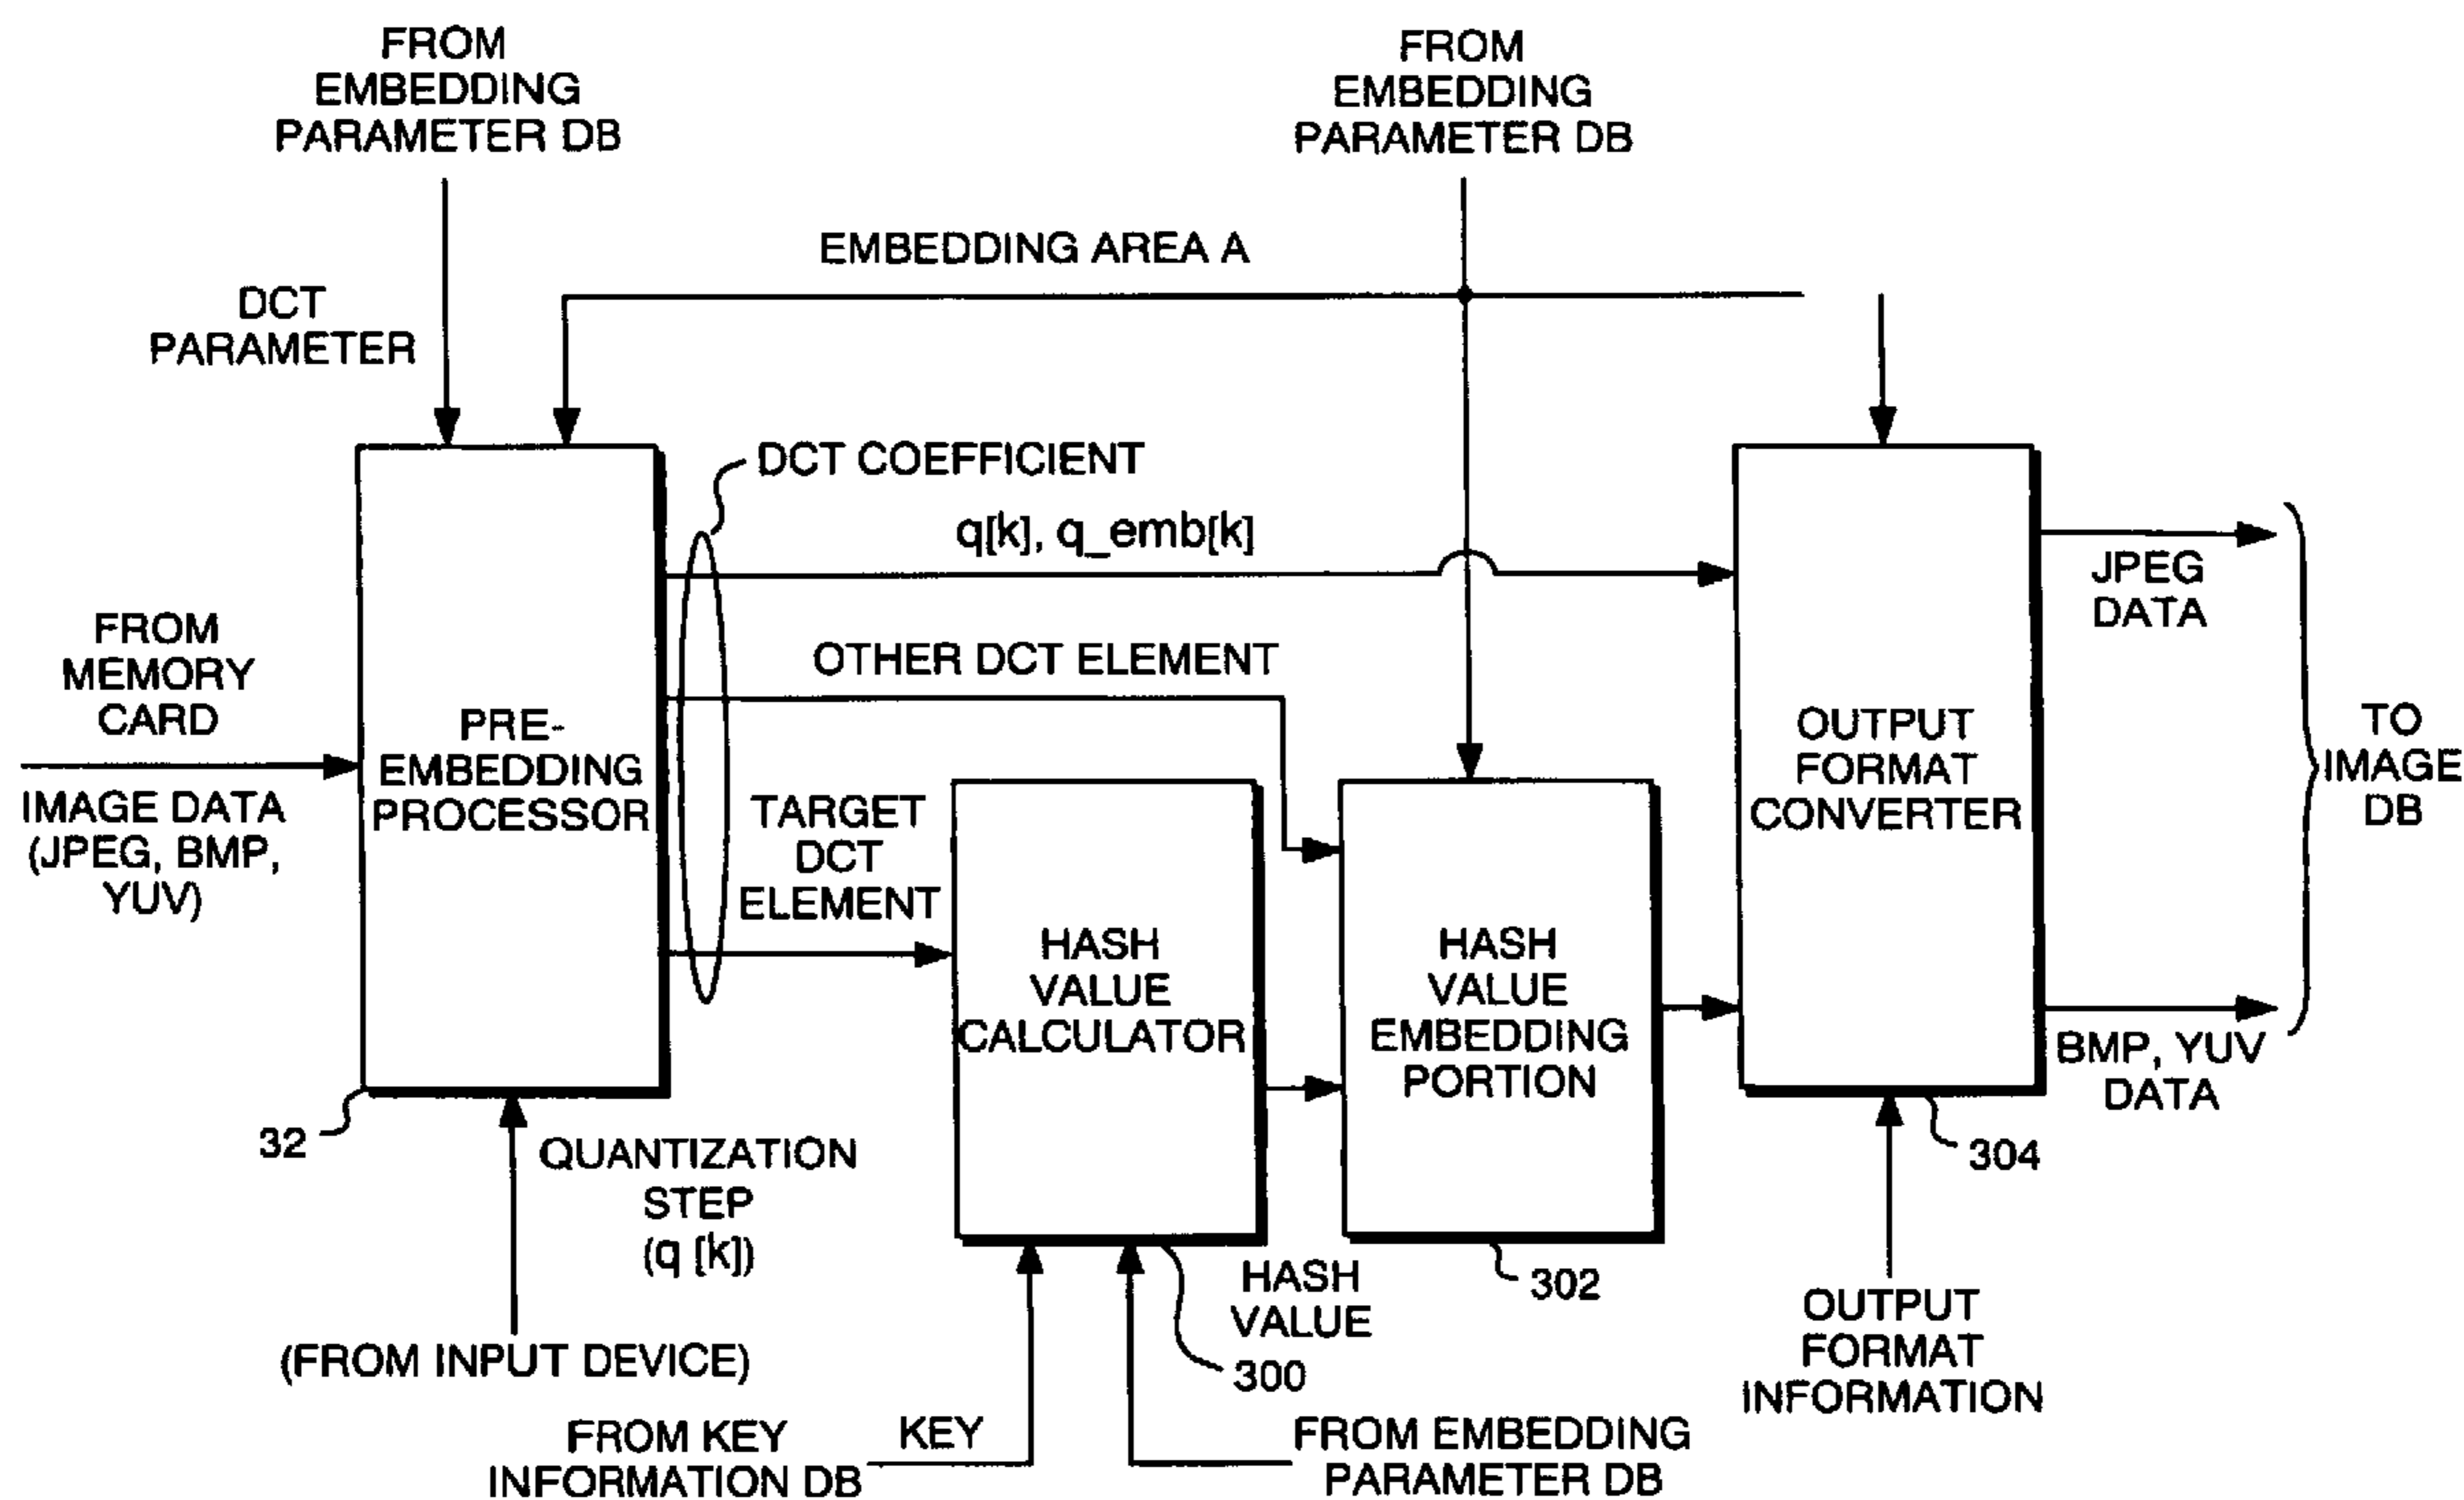 FROM
EMBEDDING
PARAMETER DB
FROM
EMBEDDING
PARAMETER DB
EMBEDDING AREA A
DCT
PARAMETER
DCT COEFFICIENT
q[k], q_emb[k]
JPEG
DATA
FROM
MEMORY
CARD
OTHER DCT ELEMENT
PRE-
EMBEDDING
PROCESSOR
OUTPUT
FORMAT
CONVERTER
TO
IMAGE
DB
IMAGE DATA
(JPEG, BMP,
YUV)
TARGET
DCT
ELEMENT
HASH
VALUE
CALCULATOR
HASH
VALUE
EMBEDDING
PORTION
BMP, YUV
DATA
32
QUANTIZATION
STEP
(q [k])
304
HASH
VALUE
302
(FROM INPUT DEVICE)
300
OUTPUT
FORMAT
INFORMATION
FROM KEY
INFORMATION DB
KEY
FROM EMBEDDING
PARAMETER DB